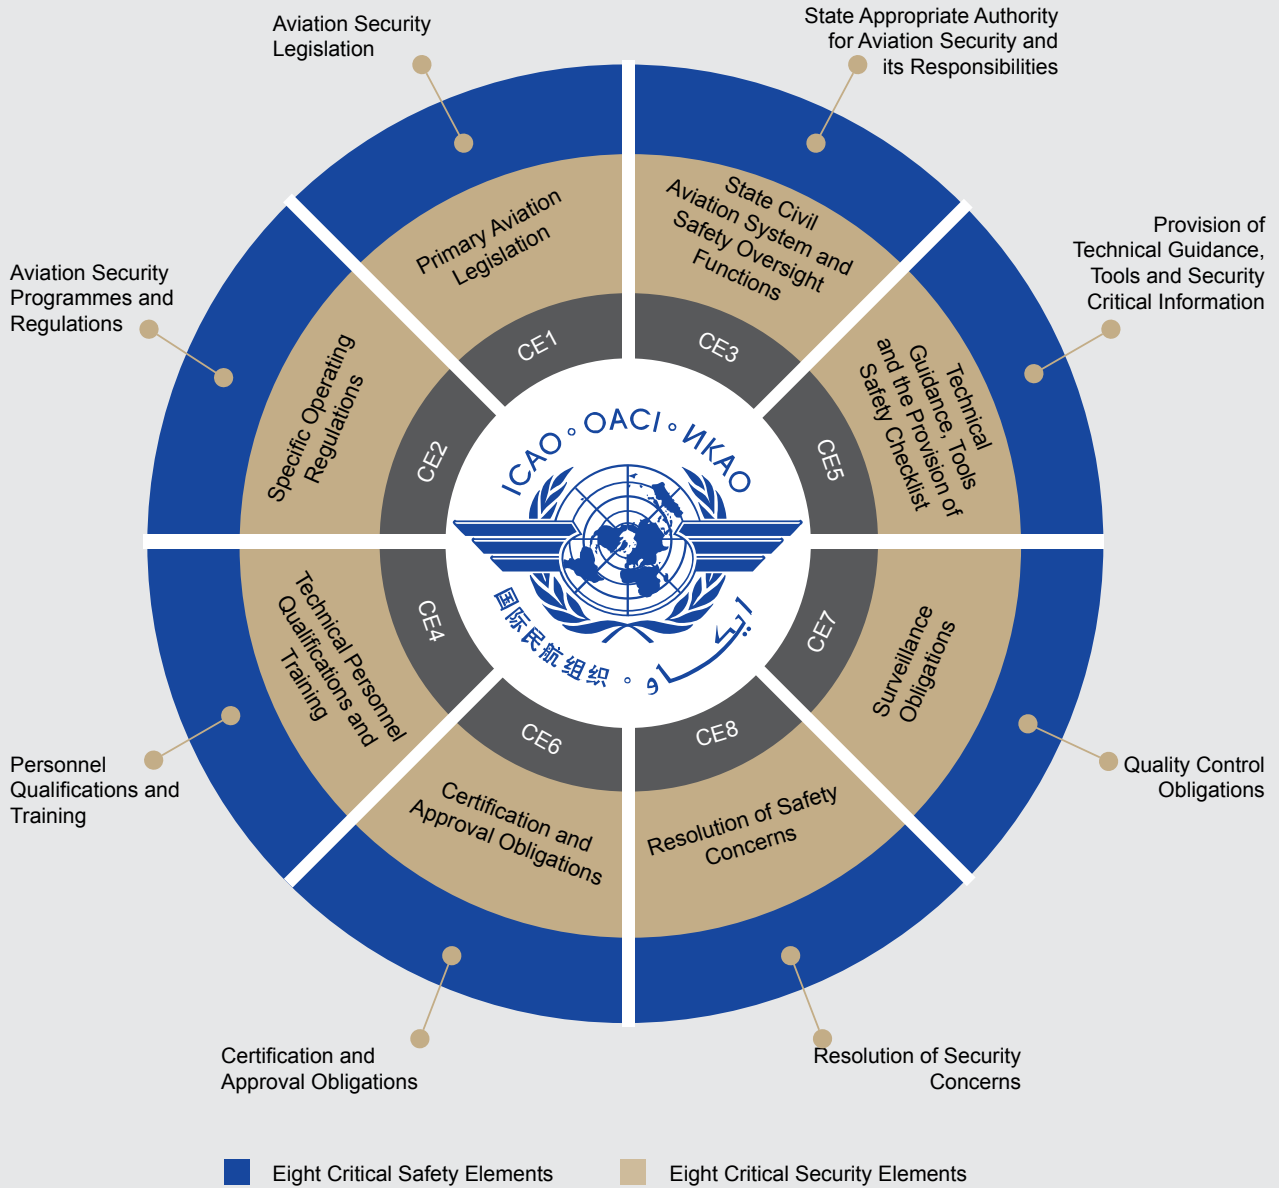 Aviation Security
Legislation
State Appropriate Authority
for Aviation Security and
its Responsibilities
Provision of
Technical Guidance,
Tools and Security
Critical Information
Aviation Security
Programmes and
Regulations
Primary Aviation
Legislation
State Civil
Aviation System and
Safety Oversight
Functions
Specific Operating
Regulations
Technical
Guidance, Tools
and the Provision of
Safety Checklist
CE1
CE3
CE2
CE5
ICAO ◦ OACI ◦ ИКАО
国际民航组织 ◦ ايكاو
CE4
CE7
CE6
CE8
Technical Personnel
Qualifications and
Training
Surveillance
Obligations
Certification and
Approval Obligations
Resolution of Safety
Concerns
Personnel
Qualifications and
Training
Quality Control
Obligations
Certification and
Approval Obligations
Resolution of Security
Concerns
Eight Critical Safety Elements
Eight Critical Security Elements